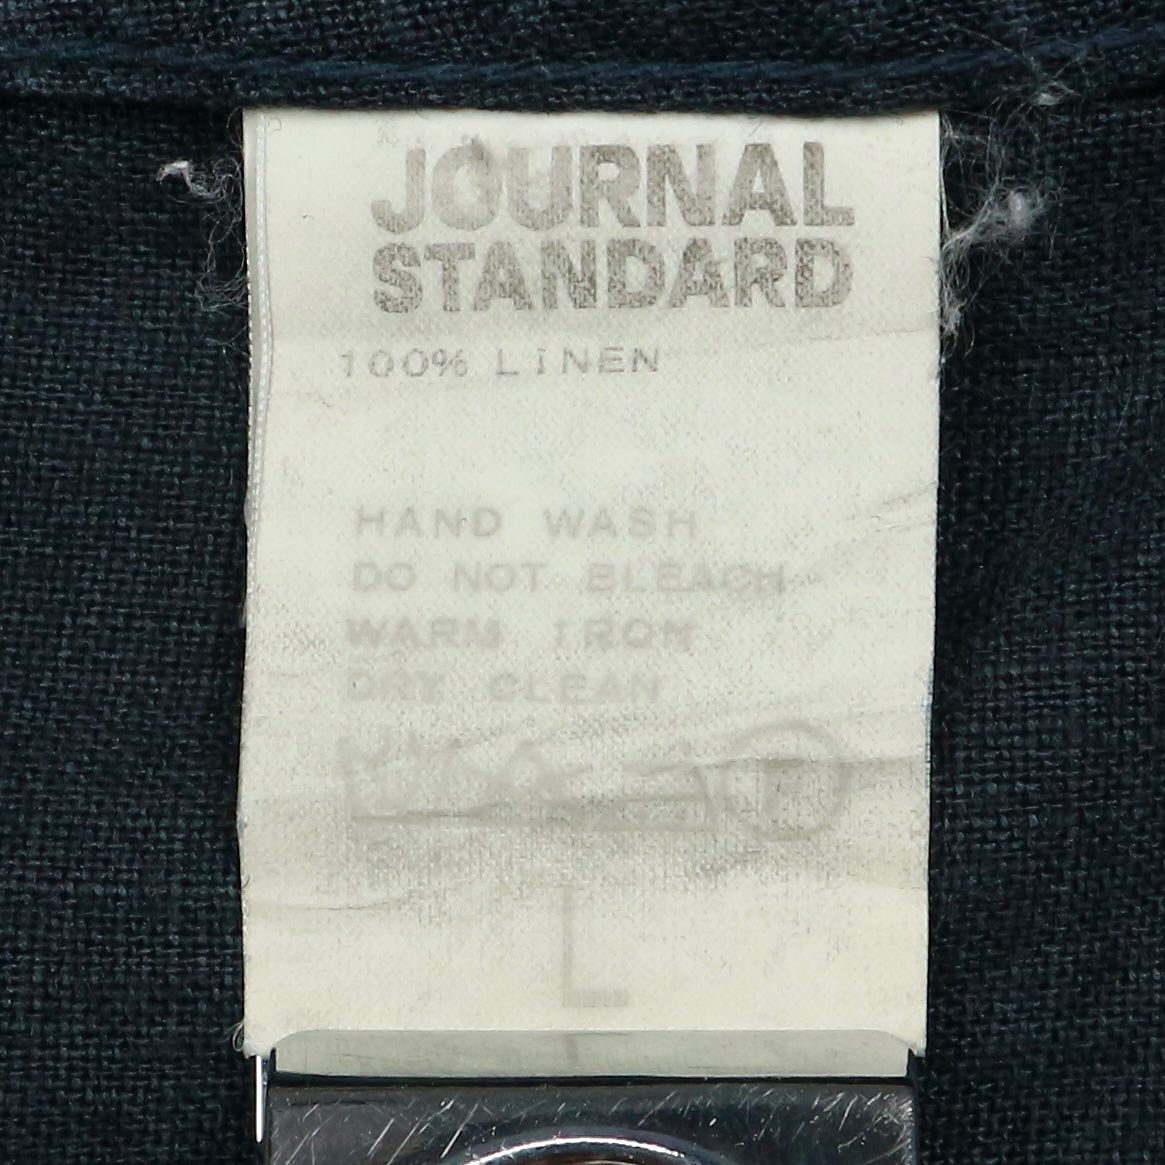 JOURNAL
STANDARD
100% LINEN
HAND WASH
DO NOT BLEACH
WARM IRON
DRY CLEAN
L